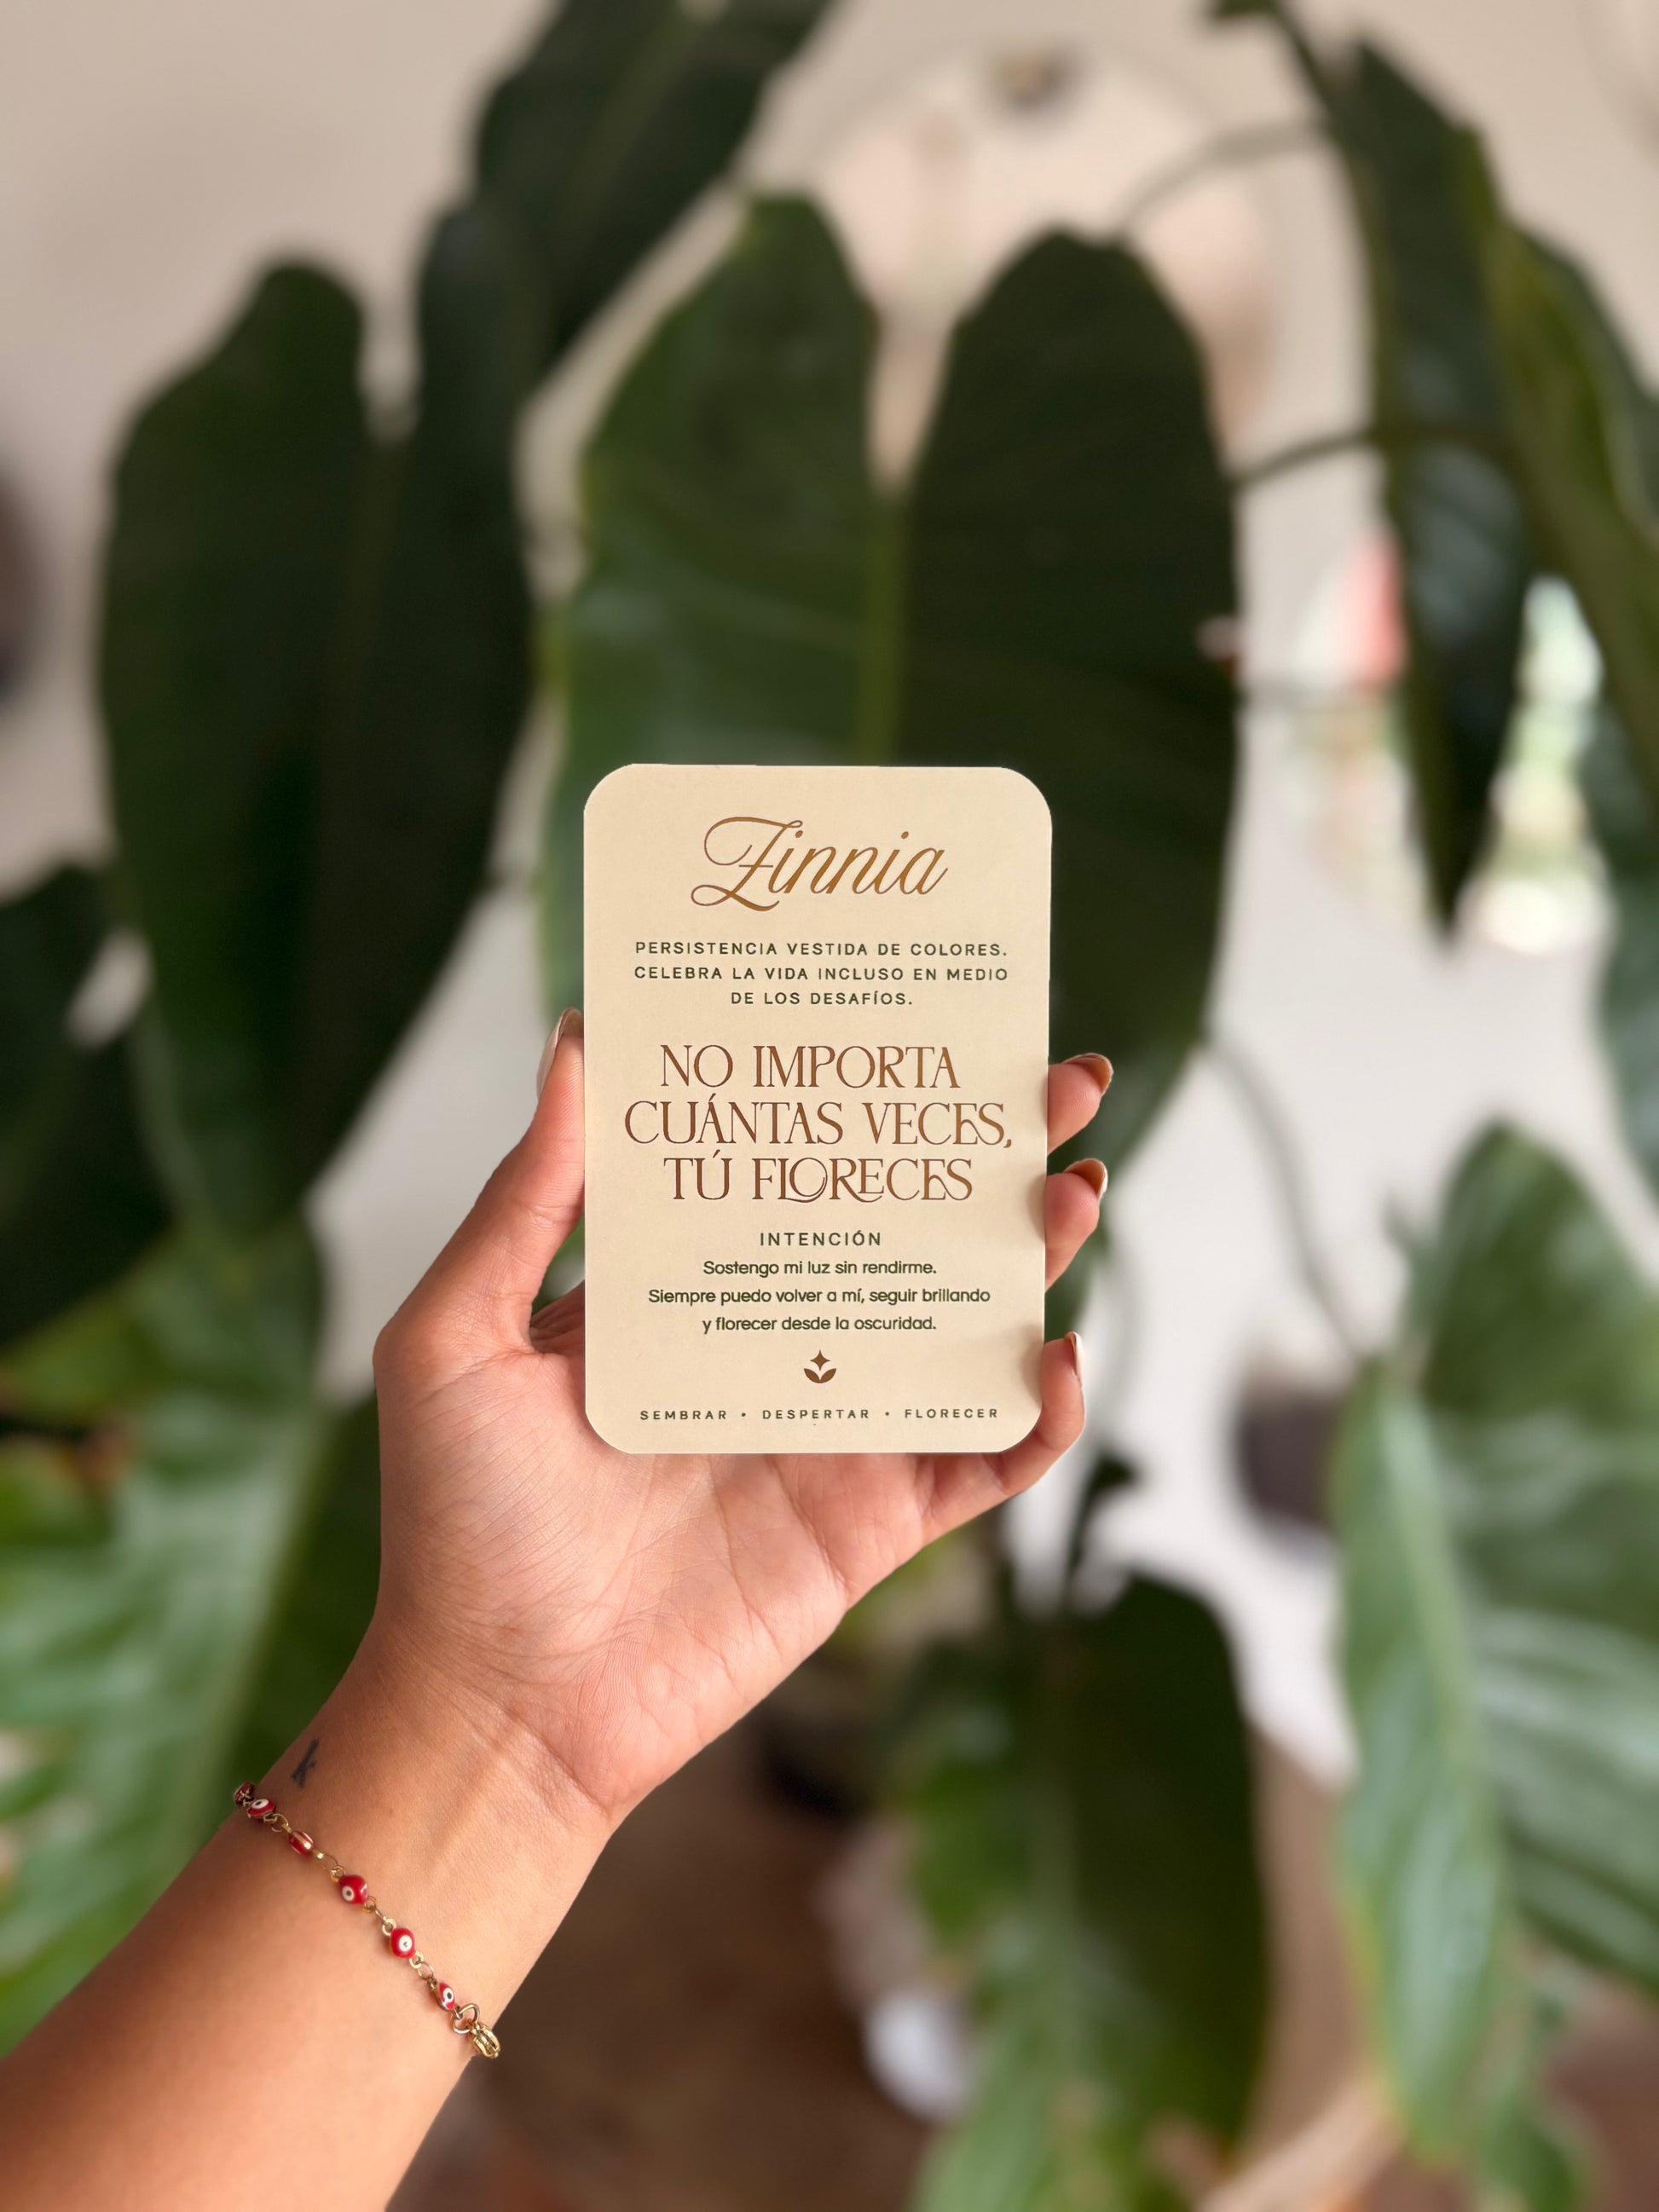 Zinnia
PERSISTENCIA VESTIDA DE COLORES.
CELEBRA LA VIDA INCLUSO EN MEDIO
DE LOS DESAFÍOS.
NO IMPORTA
CUÁNTAS VECES,
TÚ FLORECES
INTENCIÓN
Sostengo mi luz sin rendirme.
Siempre puedo volver a mí, seguir brillando
y florecer desde la oscuridad.
SEMBRAR • DESPERTAR • FLORECER
k